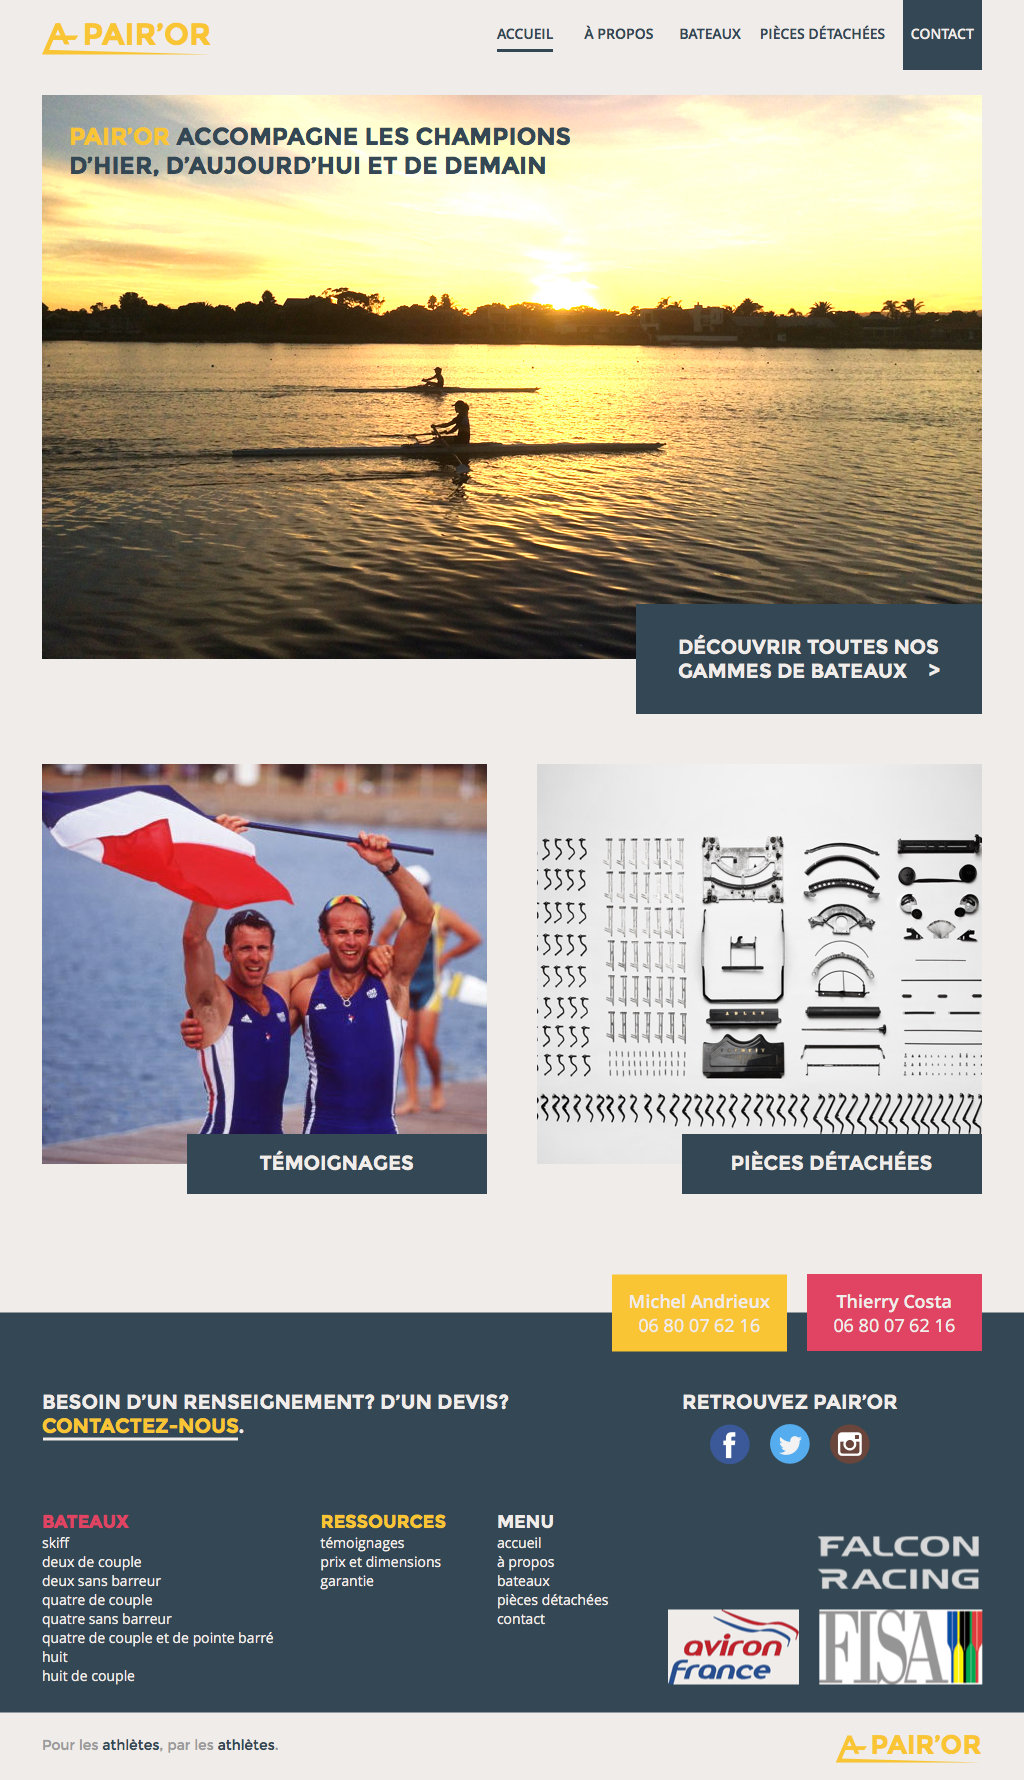 PAIR'OR
ACCUEIL
À PROPOS
BATEAUX
PIÈCES DÉTACHÉES
CONTACT
PAIR'OR ACCOMPAGNE LES CHAMPIONS
D'HIER, D'AUJOURD'HUI ET DE DEMAIN
DÉCOUVRIR TOUTES NOS
GAMMES DE BATEAUX >
TÉMOIGNAGES
PIÈCES DÉTACHÉES
Michel Andrieux
06 80 07 62 16
Thierry Costa
06 80 07 62 16
BESOIN D'UN RENSEIGNEMENT? D'UN DEVIS?
CONTACTEZ-NOUS.
RETROUVEZ PAIR'OR
BATEAUX
skiff
deux de couple
deux sans barreur
quatre de couple
quatre sans barreur
quatre de couple et de pointe barré
huit
huit de couple
RESSOURCES
témoignages
prix et dimensions
garantie
MENU
accueil
à propos
bateaux
pièces détachées
contact
FALCON
RACING
aviron
france
FISA
Pour les athlètes, par les athlètes.
PAIR'OR